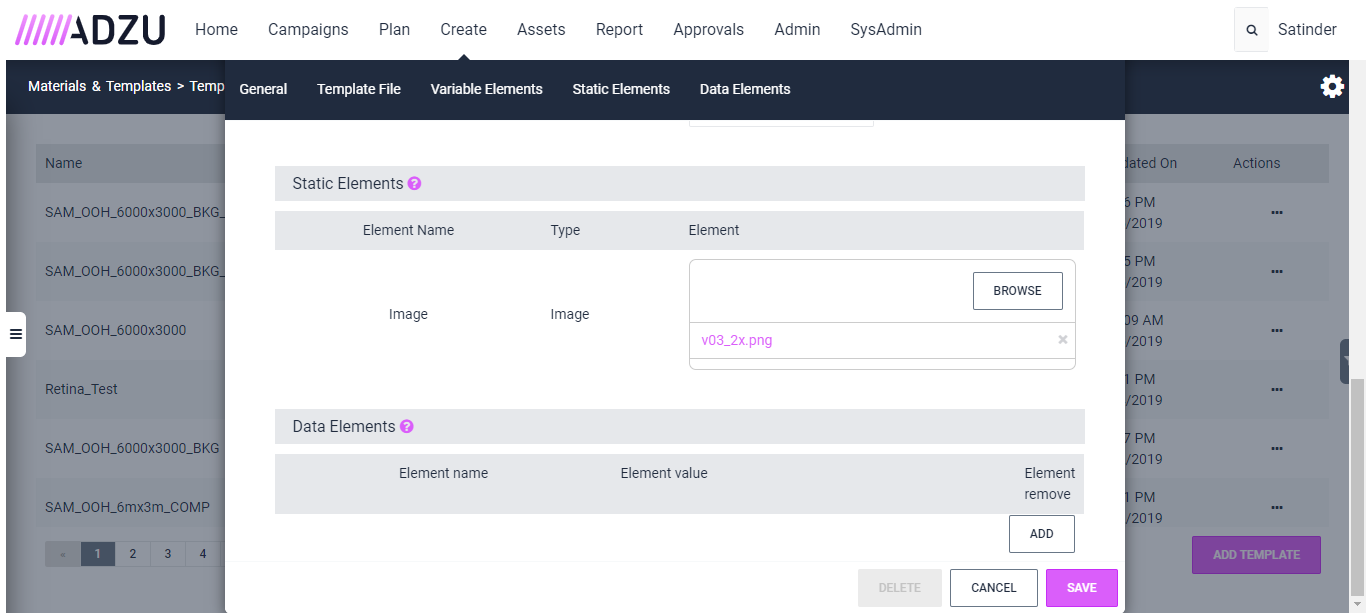 ADZU Home Campaigns Plan Create Assets Report Approvals Admin SysAdmin Satinder
Materials & Templates > Temp
General Template File Variable Elements Static Elements Data Elements
Name
dated On Actions
SAM_OOH_6000x3000_BKG_
6 PM
/2019
SAM_OOH_6000x3000_BKG_
5 PM
/2019
SAM_OOH_6000x3000
09 AM
/2019
Retina_Test
1 PM
/2019
SAM_OOH_6000x3000_BKG
7 PM
/2019
SAM_OOH_6mx3m_COMP
1 PM
/2019
« 1 2 3 4
ADD TEMPLATE
Static Elements ?
Element Name Type Element
Image Image
BROWSE
v03_2x.png ×
Data Elements ?
Element name Element value Element
remove
ADD
DELETE CANCEL SAVE